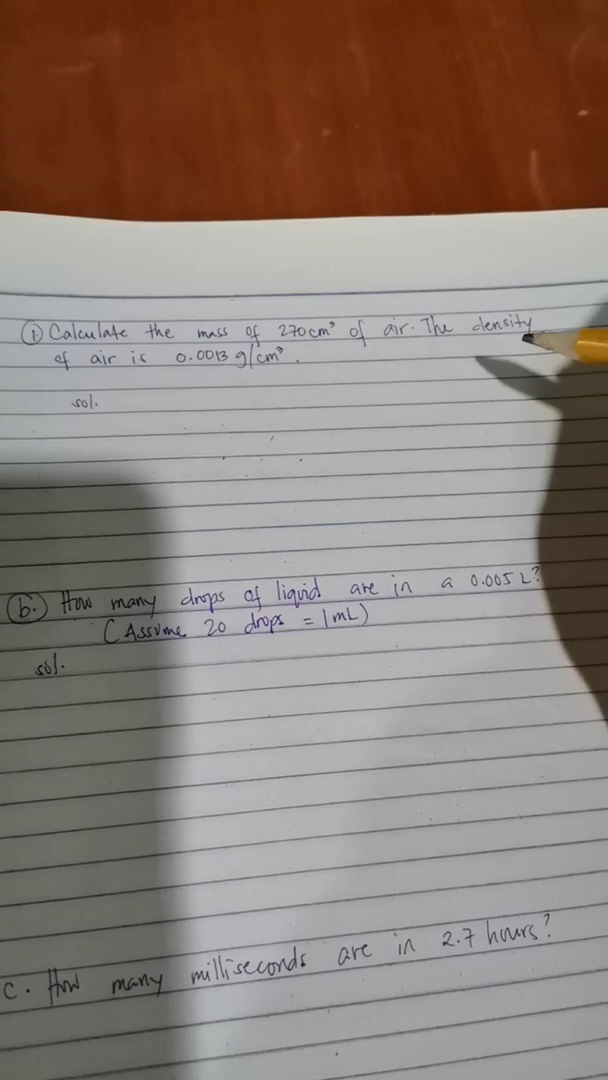 ① Calculate the mass of 270 cm³ of air. The density
of air is 0.0013 g/cm³.
sol.
b. How many drops of liquid are in a 0.005 L?
(Assume 20 drops = 1 mL)
sol.
c. How many milliseconds are in 2.7 hours?